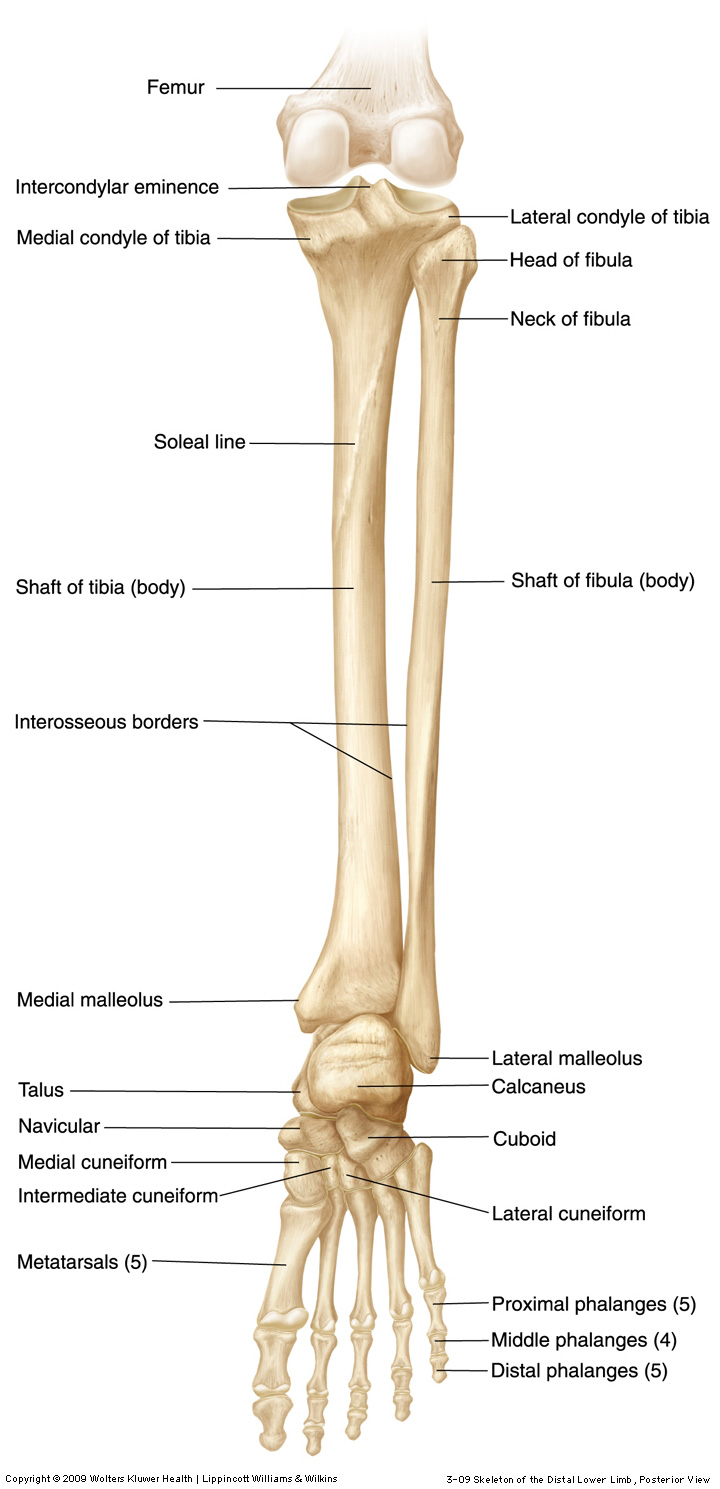 Femur
Intercondylar eminence
Lateral condyle of tibia
Medial condyle of tibia
Head of fibula
Neck of fibula
Soleal line
Shaft of tibia (body)
Shaft of fibula (body)
Interosseous borders
Medial malleolus
Lateral malleolus
Calcaneus
Talus
Navicular
Cuboid
Medial cuneiform
Intermediate cuneiform
Lateral cuneiform
Metatarsals (5)
Proximal phalanges (5)
Middle phalanges (4)
Distal phalanges (5)
Copyright © 2009 Wolters Kluwer Health | Lippincott Williams & Wilkins
3-09 Skeleton of the Distal Lower Limb, Posterior View